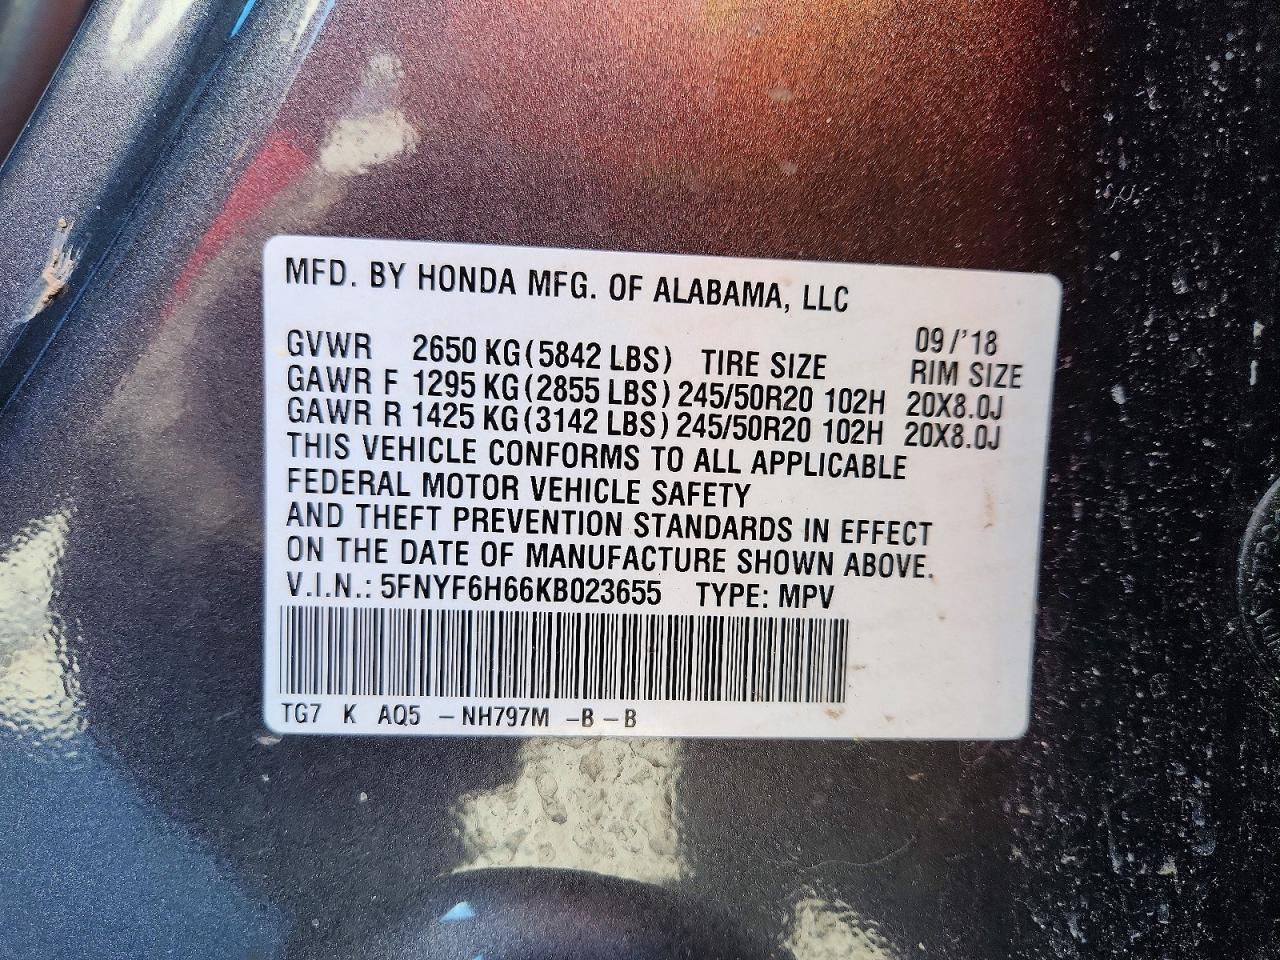 MFD. BY HONDA MFG. OF ALABAMA, LLC
09/'18
GVWR 2650 KG (5842 LBS) TIRE SIZE RIM SIZE
GAWR F 1295 KG (2855 LBS) 245/50R20 102H 20X8.0J
GAWR R 1425 KG (3142 LBS) 245/50R20 102H 20X8.0J
THIS VEHICLE CONFORMS TO ALL APPLICABLE
FEDERAL MOTOR VEHICLE SAFETY
AND THEFT PREVENTION STANDARDS IN EFFECT
ON THE DATE OF MANUFACTURE SHOWN ABOVE.
V.I.N.: 5FNYF6H66KB023655 TYPE: MPV
TG7 K AQ5 – NH797M –B – B